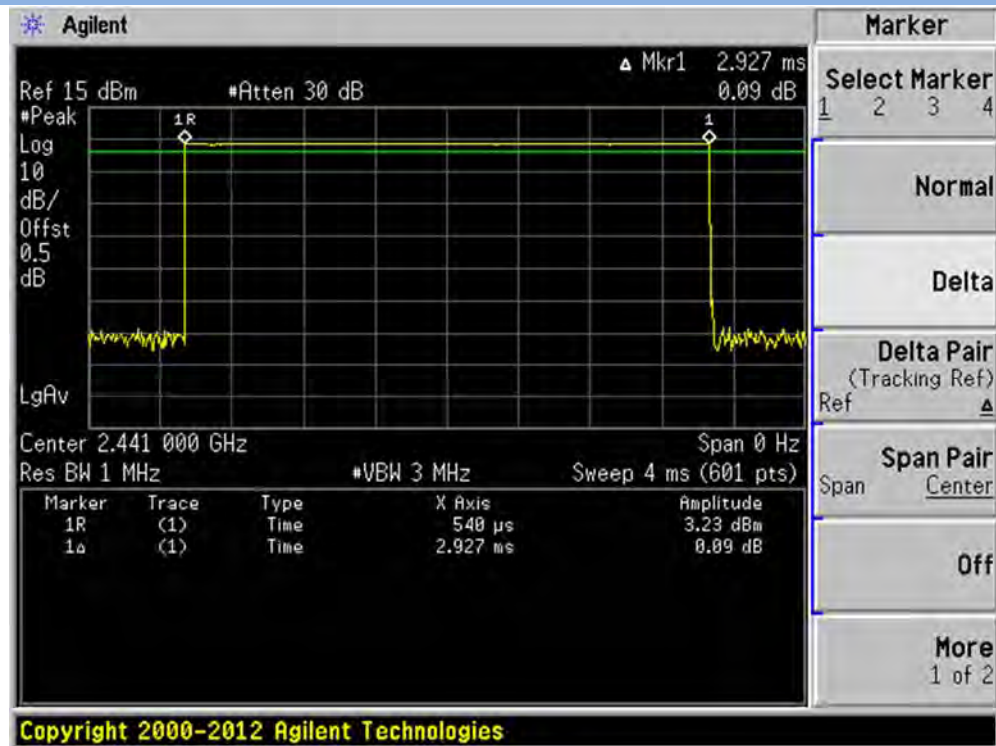 Agilent
Marker
Δ Mkr1 2.927 ms
Ref 15 dBm #Atten 30 dB 0.09 dB
#Peak
Log
10
dB/
Offst
0.5
dB
LgAv
1R 1
Center 2.441 000 GHz Span 0 Hz
Res BW 1 MHz #VBW 3 MHz Sweep 4 ms (601 pts)
Marker Trace Type X Axis Amplitude
1R (1) Time 540 µs 3.23 dBm
1Δ (1) Time 2.927 ms 0.09 dB
Select Marker
1 2 3 4
Normal
Delta
Delta Pair
(Tracking Ref)
Ref Δ
Span Pair
Span Center
Off
More
1 of 2
Copyright 2000-2012 Agilent Technologies